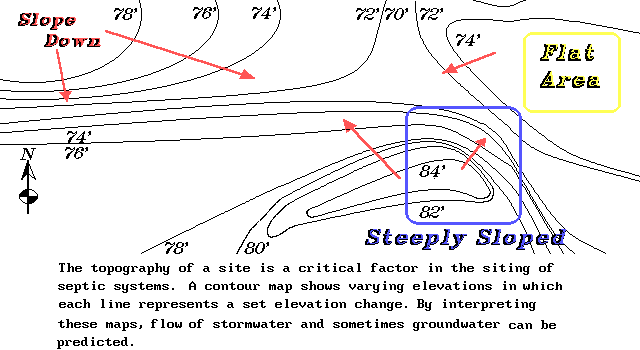 78'
76'
74'
72'
70'
72'
Slope
Down
74'
Flat
Area
74'
76'
N
84'
82'
Steeply Sloped
78'
80'
The topography of a site is a critical factor in the siting of
septic systems. A contour map shows varying elevations in which
each line represents a set elevation change. By interpreting
these maps, flow of stormwater and sometimes groundwater can be
predicted.